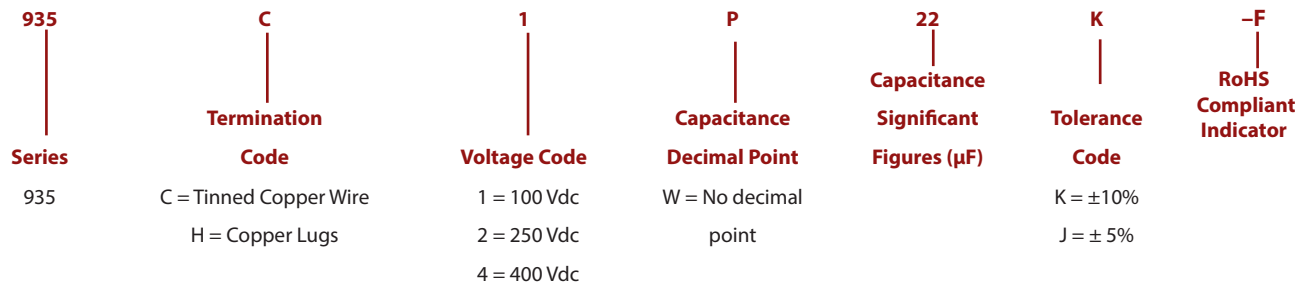 935 C 1 P 22 K –F
Capacitance RoHS
Termination Capacitance Significant Tolerance Compliant
Indicator
Series Code Voltage Code Decimal Point Figures (µF) Code
935 C = Tinned Copper Wire 1 = 100 Vdc W = No decimal K = ±10%
H = Copper Lugs 2 = 250 Vdc point J = ± 5%
4 = 400 Vdc